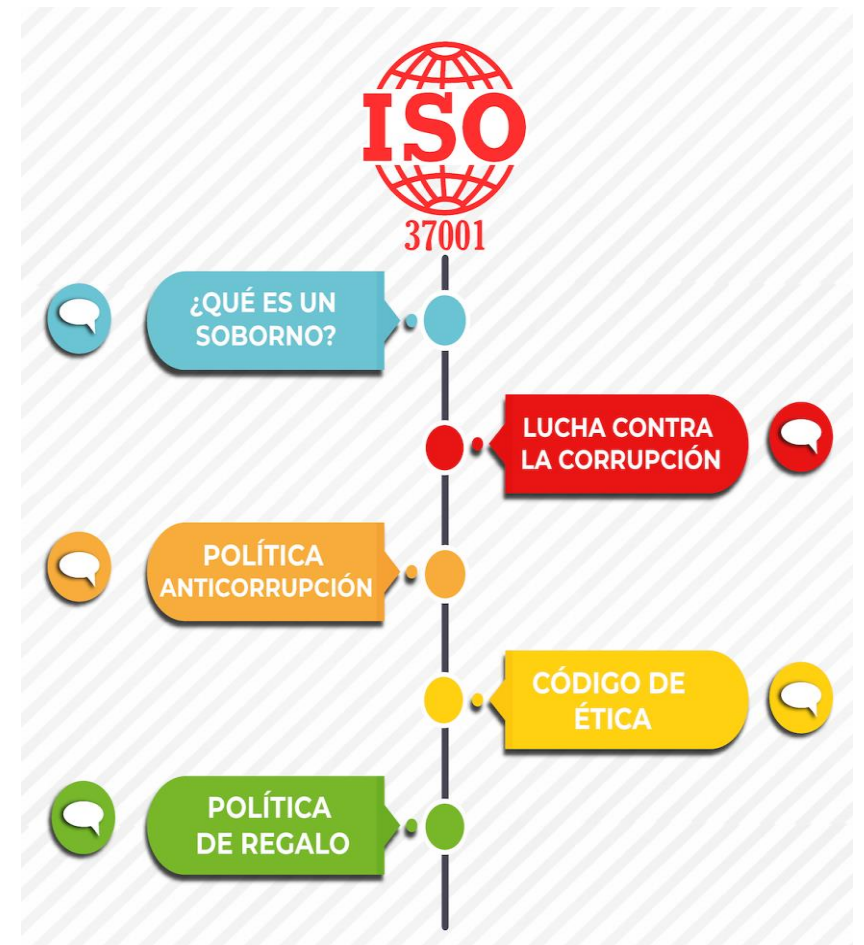 ISO
37001
¿QUÉ ES UN
SOBORNO?
LUCHA CONTRA
LA CORRUPCIÓN
POLÍTICA
ANTICORRUPCIÓN
CÓDIGO DE
ÉTICA
POLÍTICA
DE REGALO